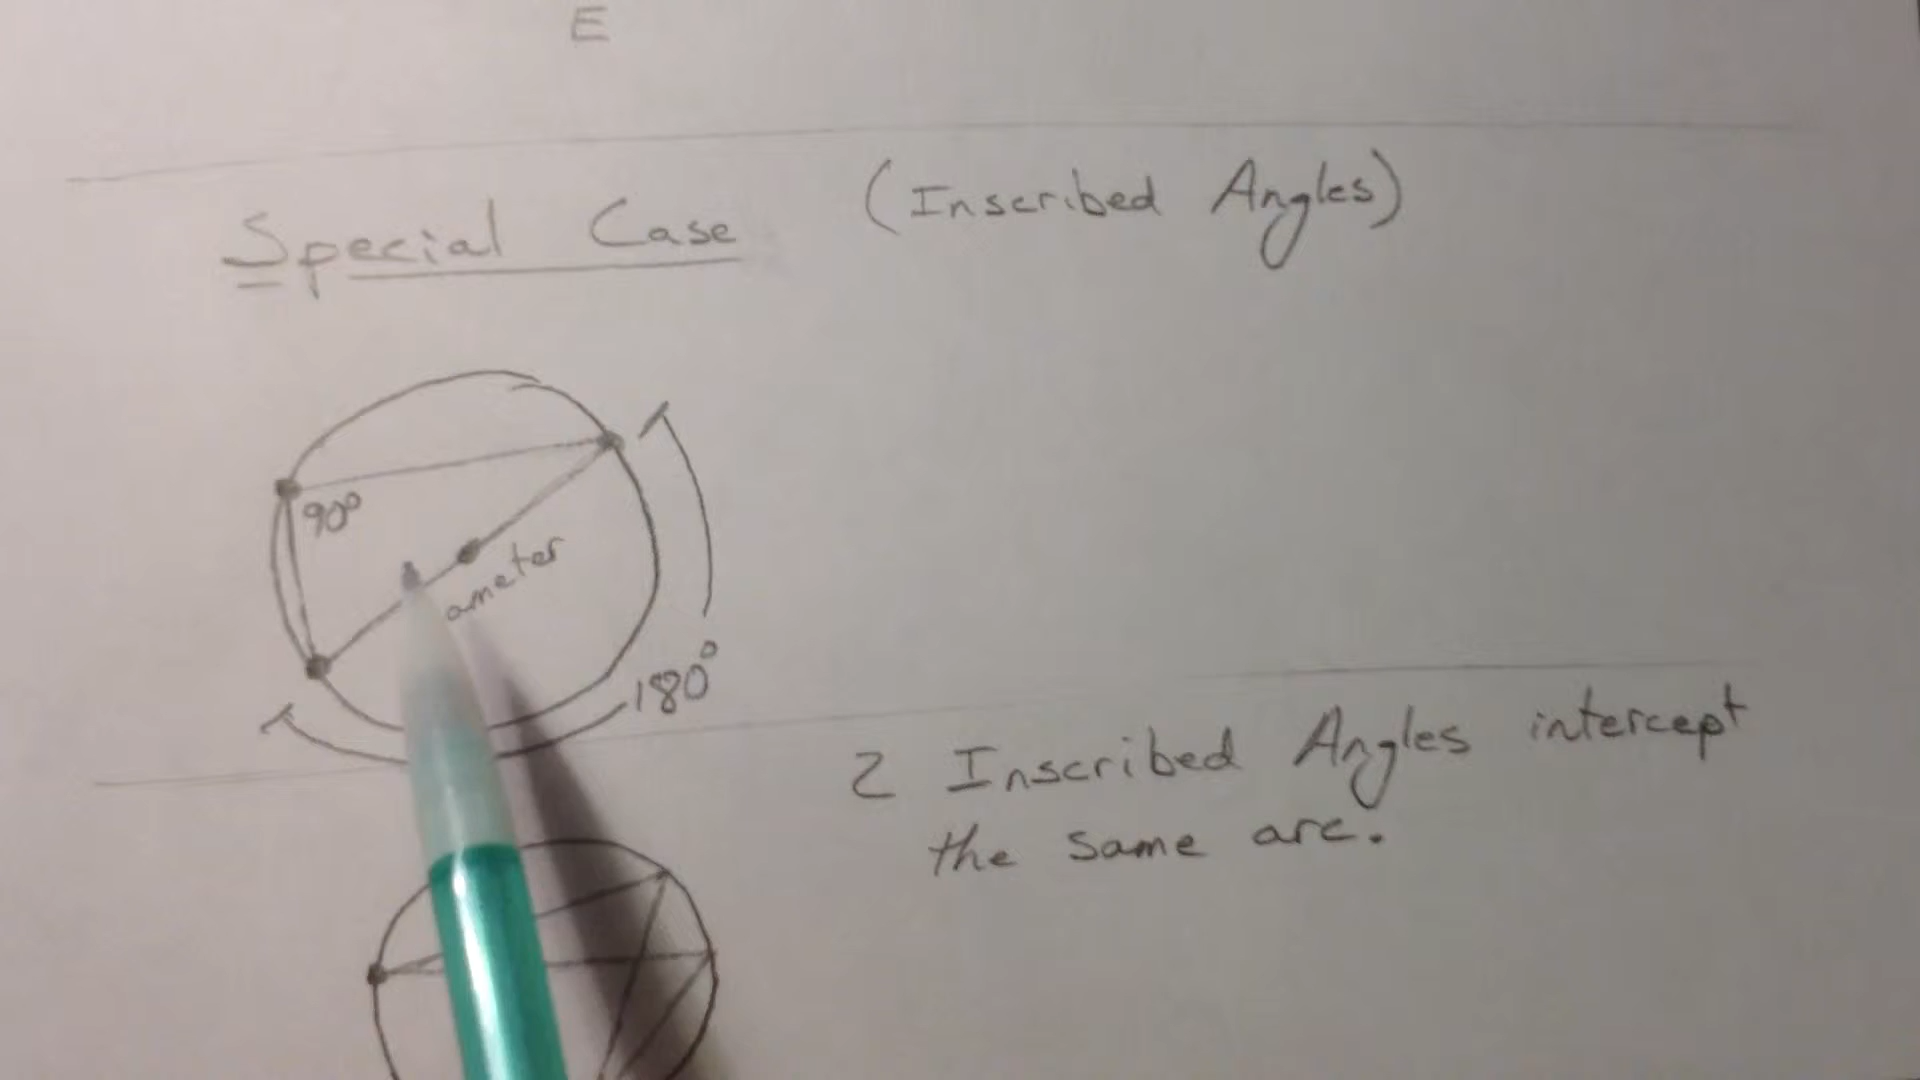 E
Special Case (Inscribed Angles)
90°
ameter
180°
2 Inscribed Angles intercept
the same arc.